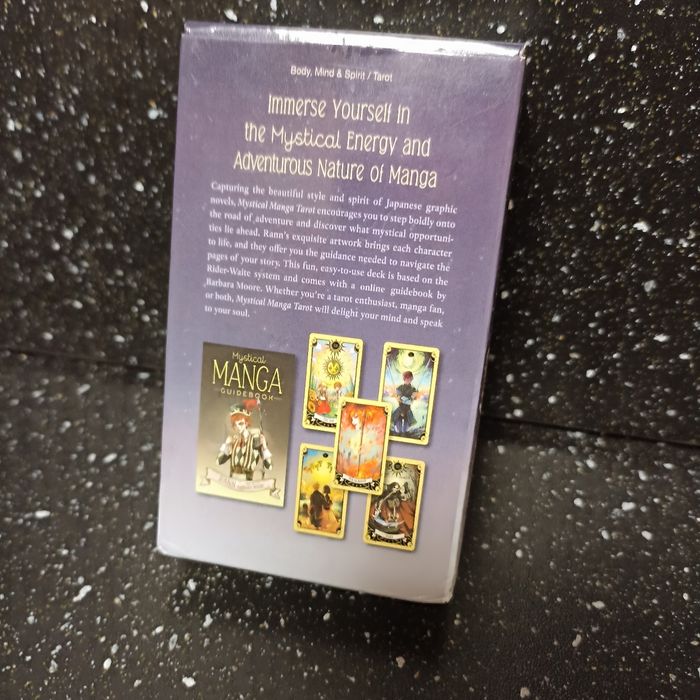 Body, Mind & Spirit / Tarot
Immerse Yourself in
the Mystical Energy and
Adventurous Nature of Manga
Capturing the beautiful style and spirit of Japanese graphic
novels, Mystical Manga Tarot encourages you to step boldly onto
the road of adventure and discover what mystical opportuni-
ties lie ahead. Rann's exquisite artwork brings each character
to life, and they offer you the guidance needed to navigate the
pages of your story. This fun, easy-to-use deck is based on the
Rider-Waite system and comes with a online guidebook by
Barbara Moore. Whether you're a tarot enthusiast, manga fan,
or both, Mystical Manga Tarot will delight your mind and speak
to your soul.
Mystical
MANGA
GUIDEBOOK